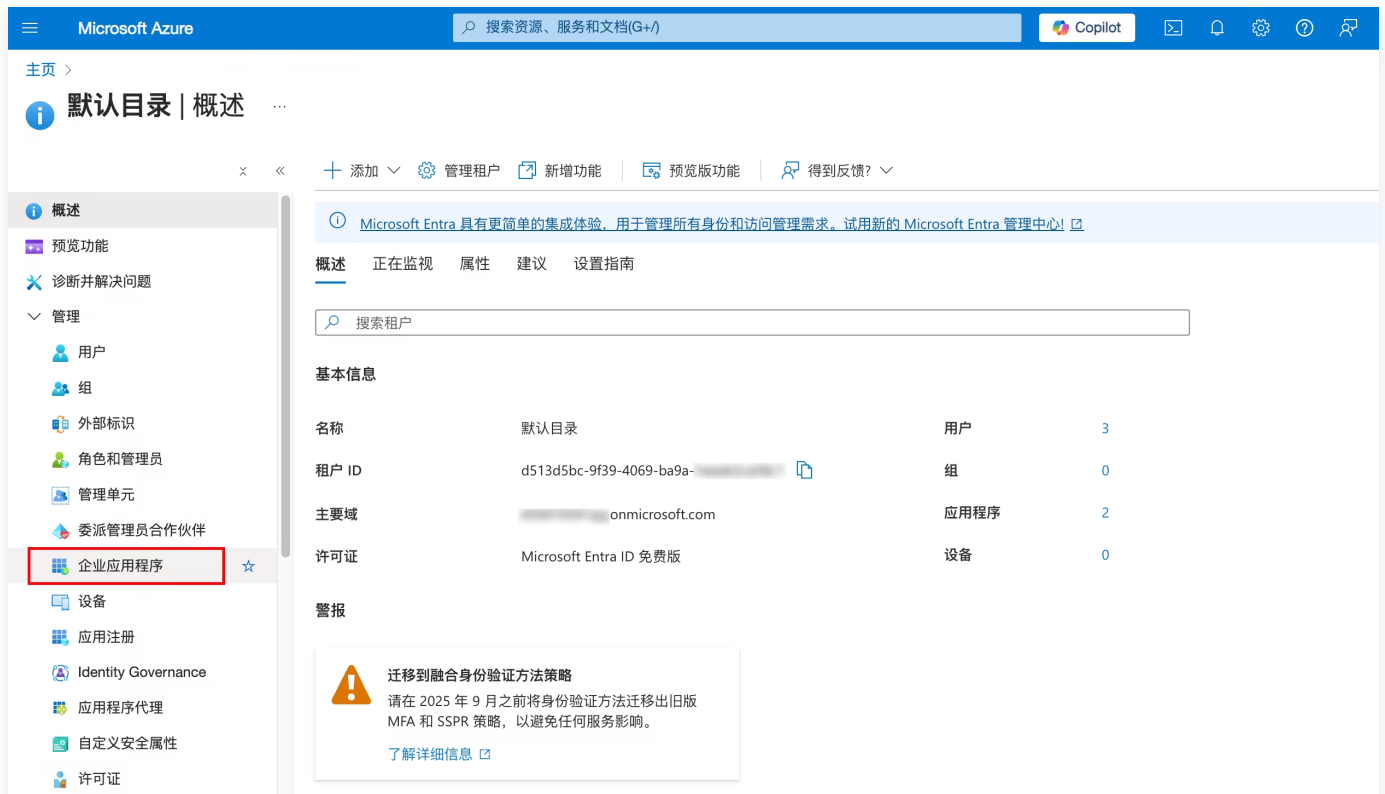 Microsoft Azure
搜索资源、服务和文档(G+/)
Copilot
主页
默认目录 | 概述 ...
添加
管理租户
新增功能
预览版功能
得到反馈?
概述
预览功能
诊断并解决问题
管理
用户
组
外部标识
角色和管理员
管理单元
委派管理员合作伙伴
企业应用程序
设备
应用注册
Identity Governance
应用程序代理
自定义安全属性
许可证
Microsoft Entra 具有更简单的集成体验，用于管理所有身份和访问管理需求。试用新的 Microsoft Entra 管理中心!
概述 正在监视 属性 建议 设置指南
搜索租户
基本信息
名称 默认目录 用户 3
租户 ID d513d5bc-9f39-4069-ba9a- 组 0
主要域 onmicrosoft.com 应用程序 2
许可证 Microsoft Entra ID 免费版 设备 0
警报
迁移到融合身份验证方法策略
请在 2025 年 9 月之前将身份验证方法迁移出旧版
MFA 和 SSPR 策略，以避免任何服务影响。
了解详细信息